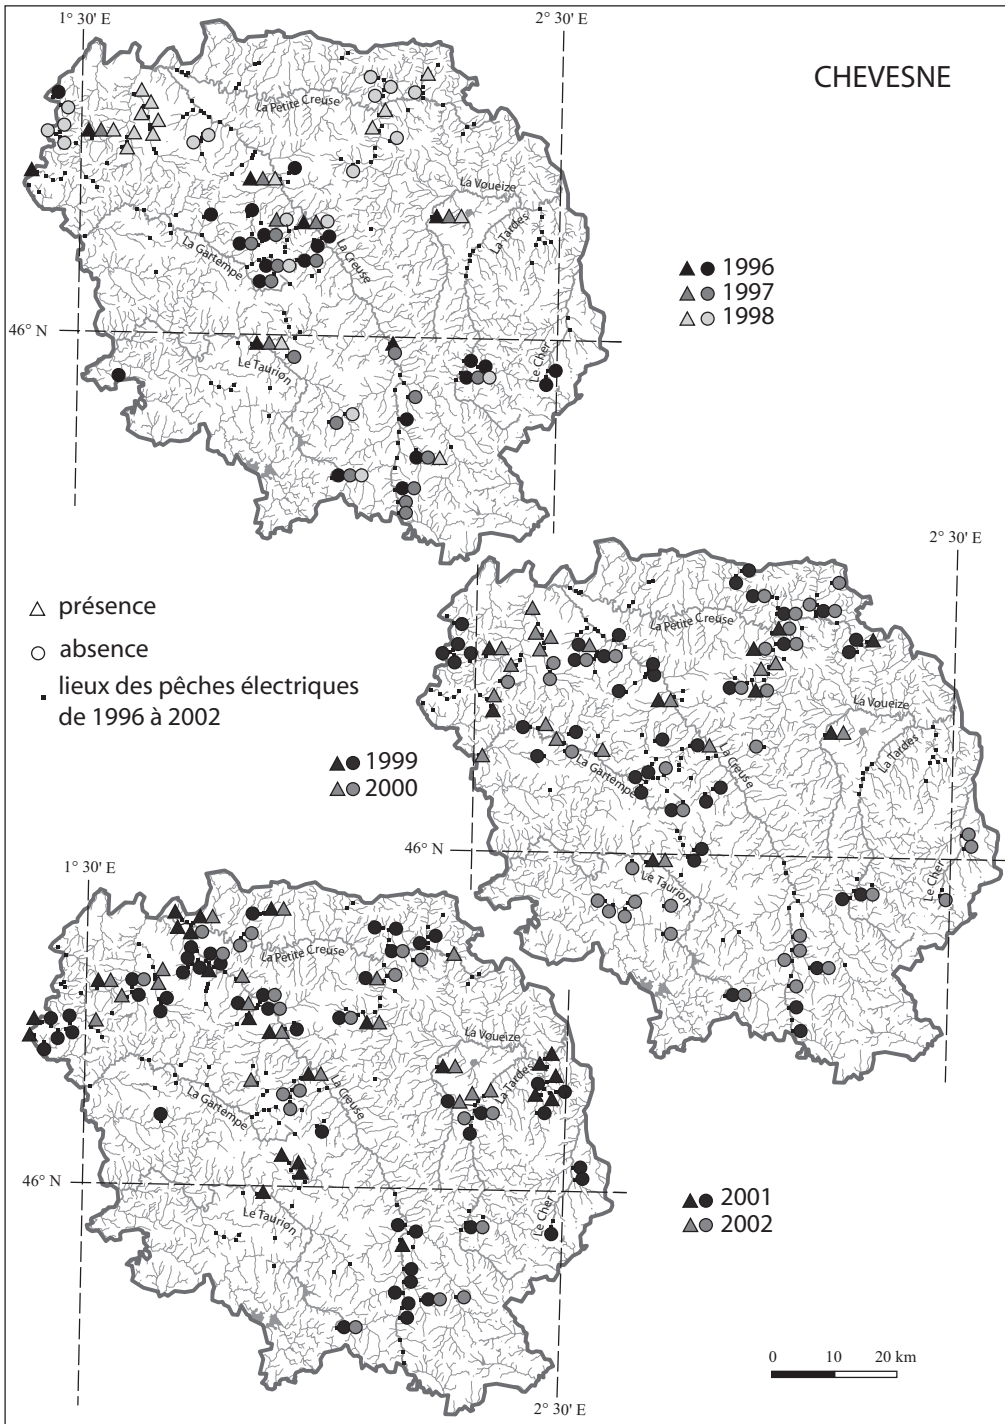 1° 30' E
2° 30' E
CHEVESNE
La Petite Creuse
La Voueize
La Tardes
La Gartempe
La Creuse
1996
1997
1998
46° N
Le Taurion
Le Cher
2° 30' E
présence
absence
lieux des pêches électriques
de 1996 à 2002
La Petite Creuse
La Voueize
La Tardes
La Creuse
La Gartempe
1999
2000
46° N
Le Taurion
Le Cher
1° 30' E
La Petite Creuse
La Voueize
La Tardes
La Creuse
La Gartempe
46° N
Le Taurion
Le Cher
2001
2002
0 10 20 km
2° 30' E